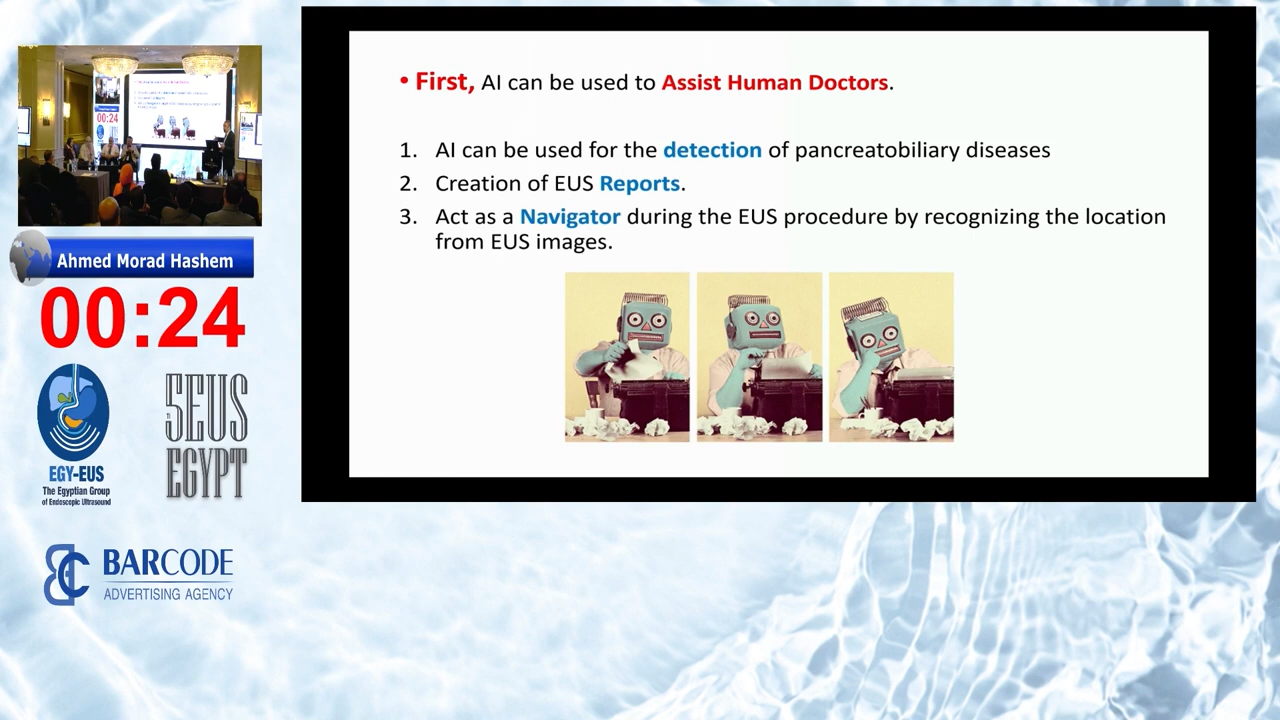 • First, AI can be used to Assist Human Doctors.
1. AI can be used for the detection of pancreatobiliary diseases
2. Creation of EUS Reports.
3. Act as a Navigator during the EUS procedure by recognizing the location
from EUS images.
00:24
Ahmed Morad Hashem
00:24
EGY-EUS
The Egyptian Group
of Endoscopic Ultrasound
5EUS
EGYPT
BARCODE
ADVERTISING AGENCY